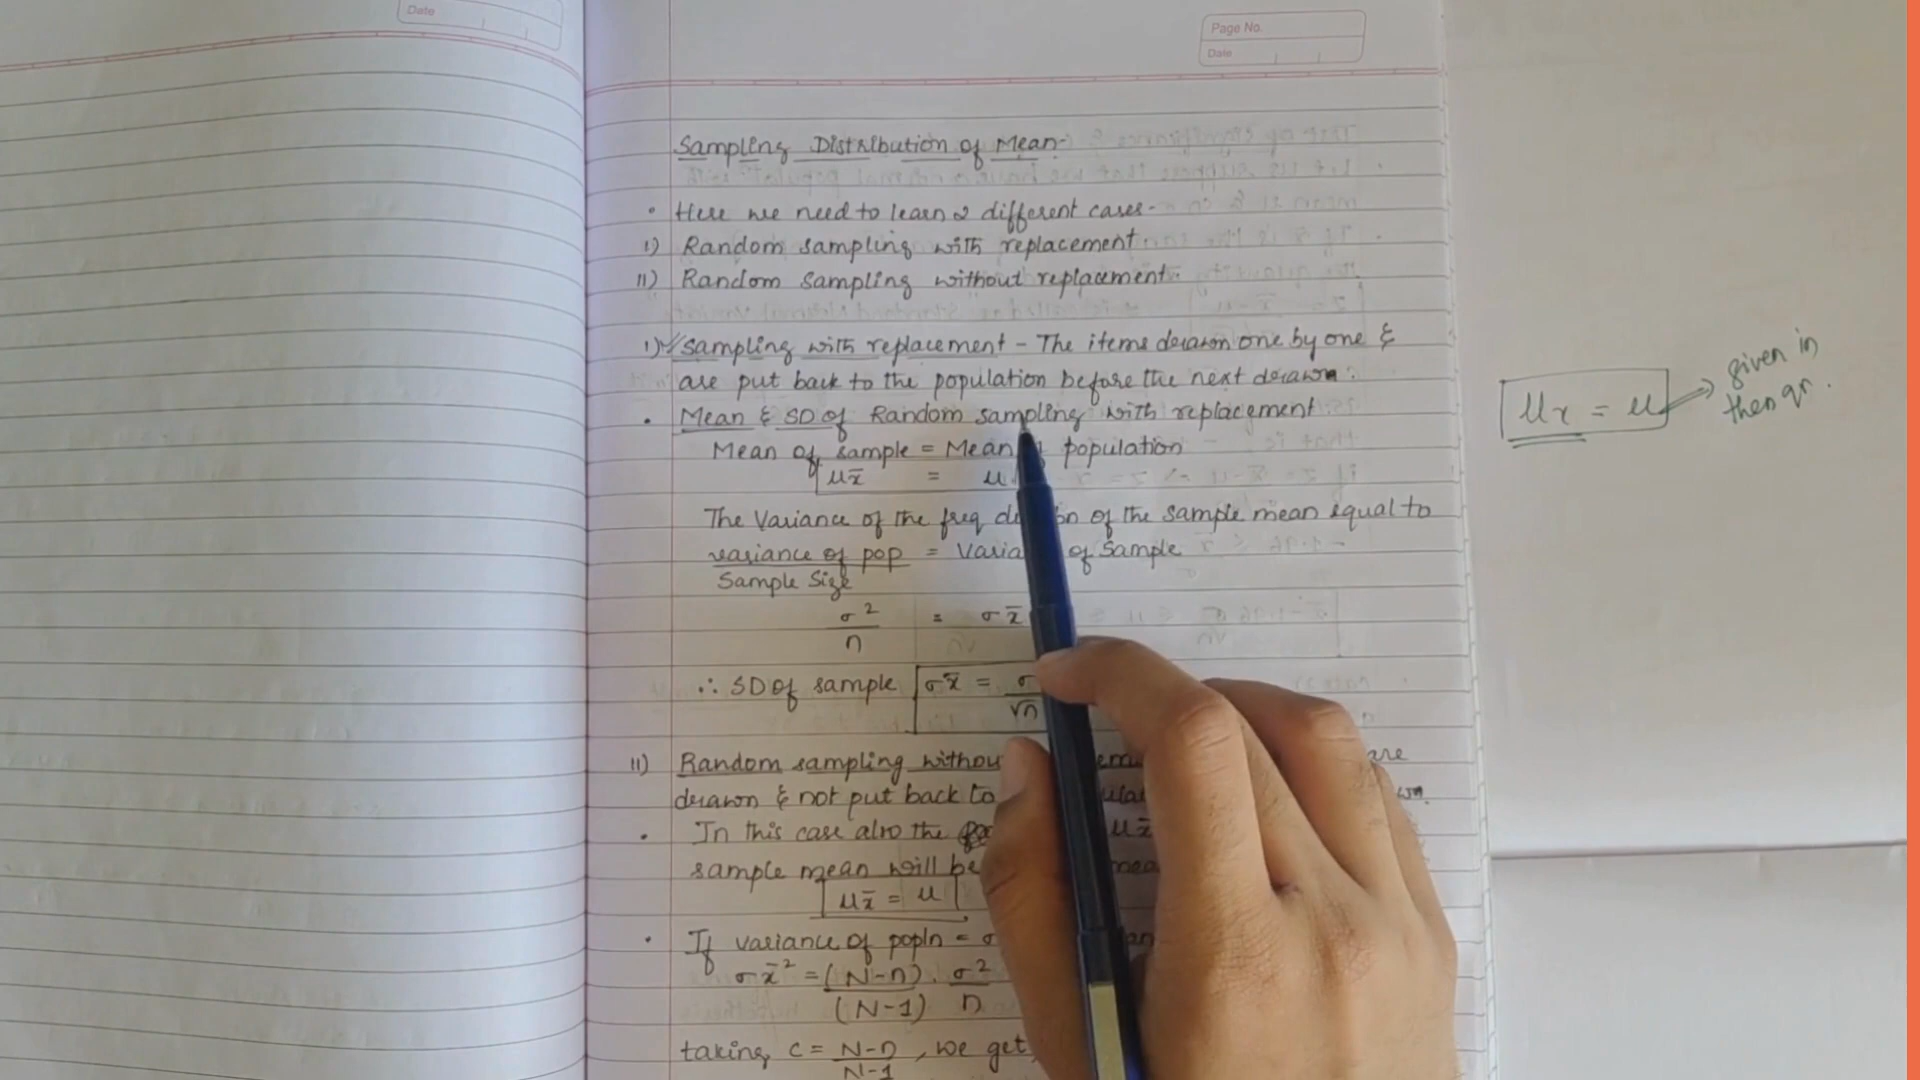 Date
Page No.
Date
Sampling Distribution of Mean-
• Here we need to learn 2 different cases-
I) Random sampling with replacement
II) Random sampling without replacement.
I) Sampling with replacement - The items drawn one by one &
are put back to the population before the next drawn.
• Mean & SD of Random sampling with replacement
Mean of sample = Mean population
μx̄ = μ
The Variance of the freq of the sample mean equal to
variance of pop = of Sample
Sample Size
σ² = σx̄
n
∴ SD of sample σx̄ = σ
√n
II) Random sampling are
drawn & not put back to
• In this case also the μx̄
sample mean will be
μx̄ = μ
• If variance of popln =
σx̄² = (N-n) . σ²
(N-1) n
taking, c = N-n , we get
N-1
μx = μ
given in
then qn.